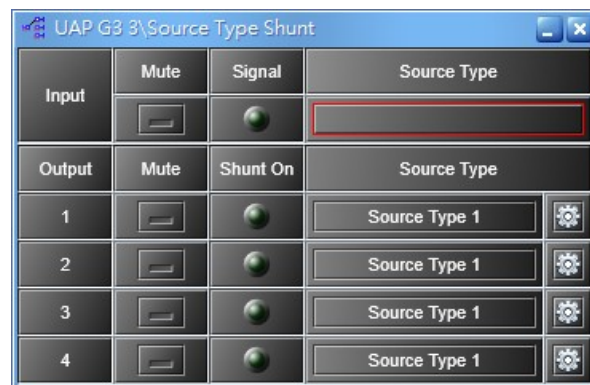 UAP G3 3\Source Type Shunt
Input Mute Signal Source Type
Output Mute Shunt On Source Type
1 Source Type 1
2 Source Type 1
3 Source Type 1
4 Source Type 1